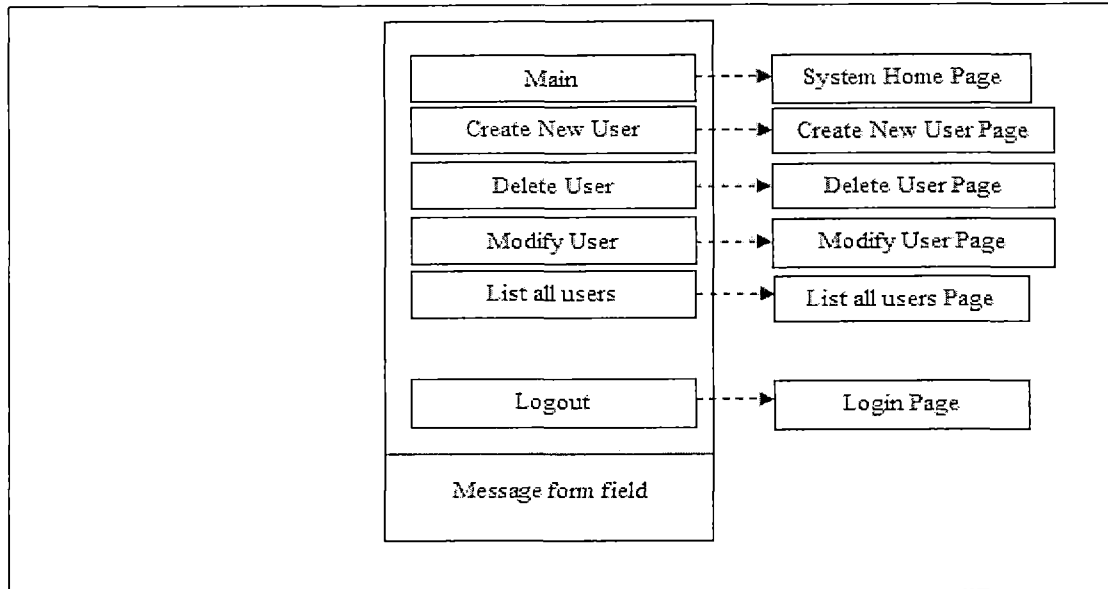 Main
System Home Page
Create New User
Create New User Page
Delete User
Delete User Page
Modify User
Modify User Page
List all users
List all users Page
Logout
Login Page
Message form field